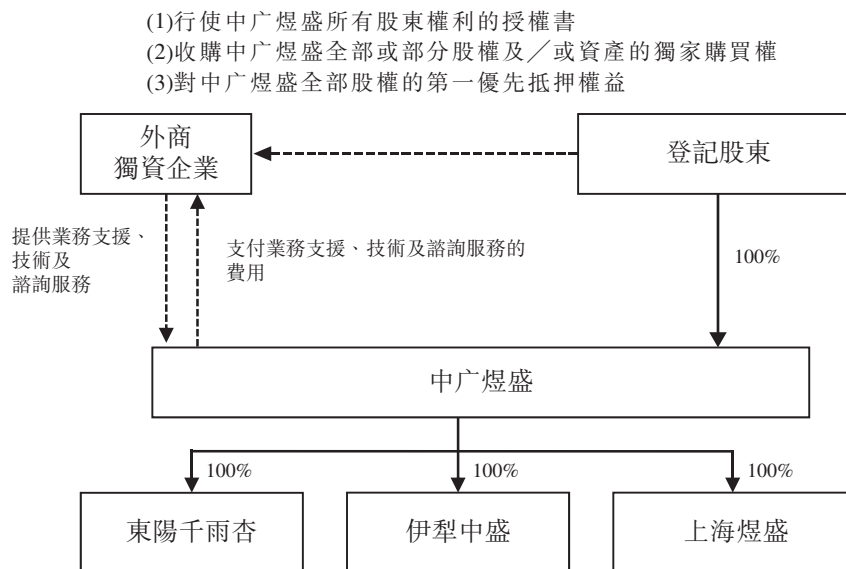 (1)行使中广煜盛所有股東權利的授權書
(2)收購中广煜盛全部或部分股權及／或資產的獨家購買權
(3)對中广煜盛全部股權的第一優先抵押權益
外商
獨資企業
登記股東
提供業務支援、
技術及
諮詢服務
支付業務支援、技術及諮詢服務的
費用
100%
中广煜盛
100%
100%
100%
東陽千雨杏
伊犁中盛
上海煜盛